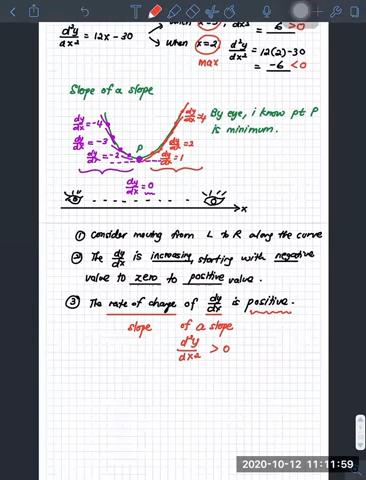 d²y/dx² = 12x - 30
6 > 0
when x = 2, d²y/dx² = 12(2) - 30
max
= -6 < 0
Slope of a slope
By eye, i know pt P
is minimum.
P
dy/dx = -4
dy/dx = 4
dy/dx = -3
dy/dx = 2
dy/dx = -2
dy/dx = 1
dy/dx = 0
x
① Consider moving from L to R along the curve
② The dy/dx is increasing, starting with negative
value to zero to positive value.
③ The rate of change of dy/dx is positive.
slope of a slope
d²y/dx² > 0
2020-10-12 11:11:59